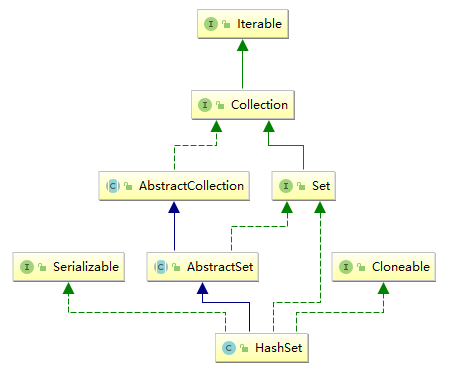 I Iterable
I Collection
C AbstractCollection
I Set
I Serializable
C AbstractSet
I Cloneable
C HashSet